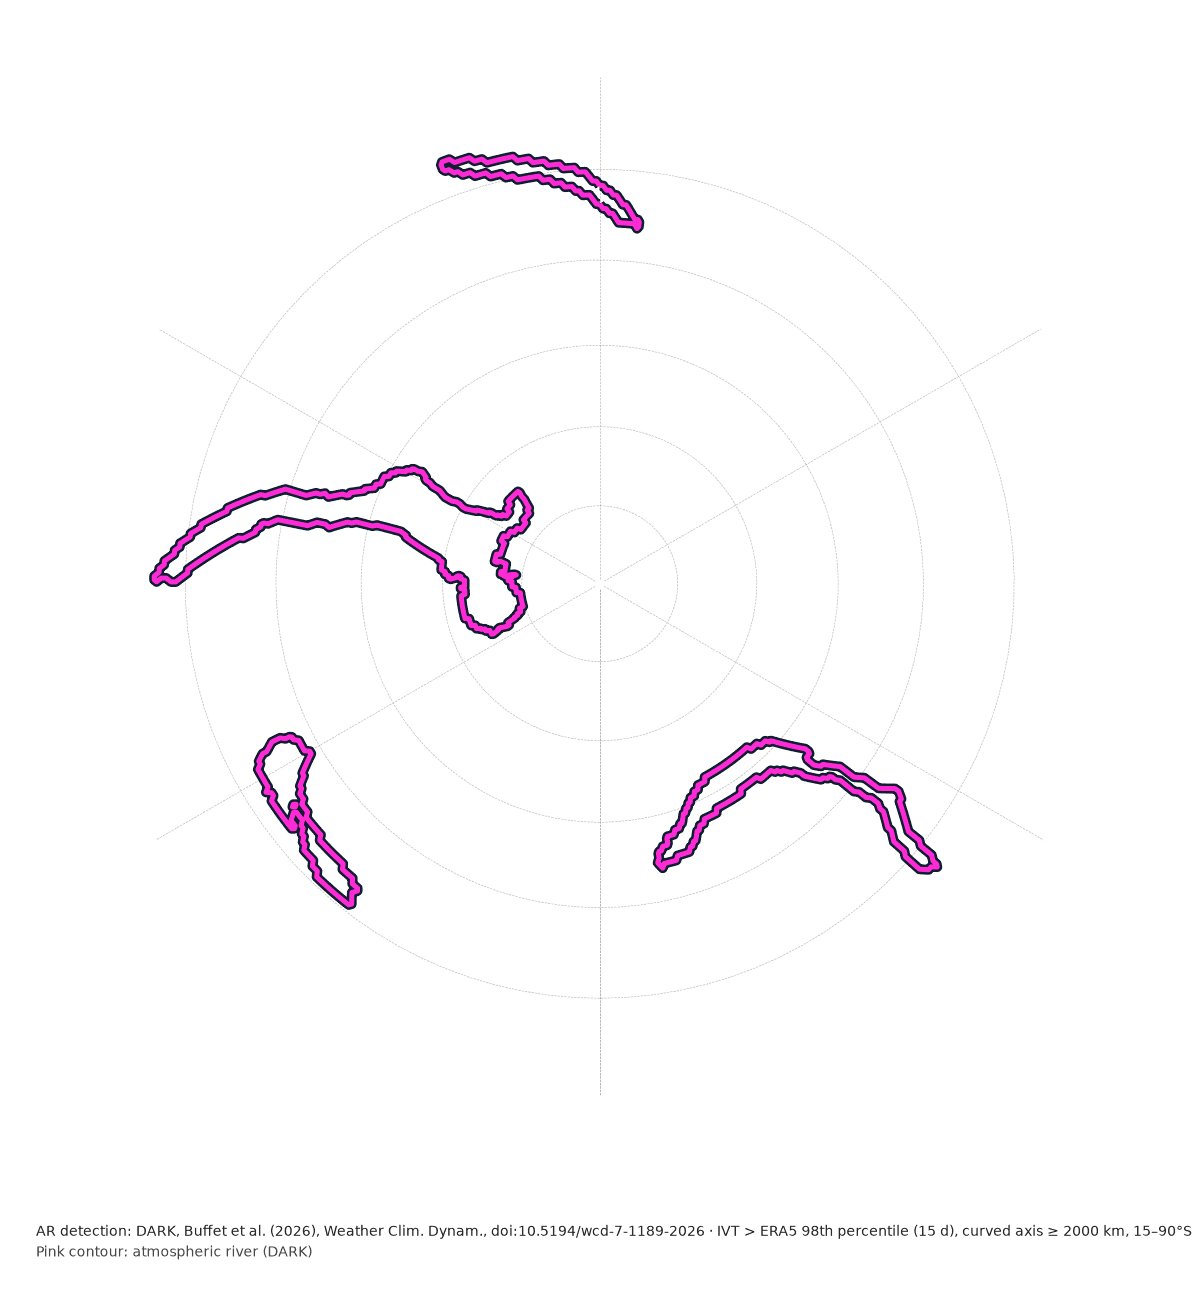 AR detection: DARK, Buffet et al. (2026), Weather Clim. Dynam., doi:10.5194/wcd-7-1189-2026 · IVT > ERA5 98th percentile (15 d), curved axis ≥ 2000 km, 15–90°S
Pink contour: atmospheric river (DARK)